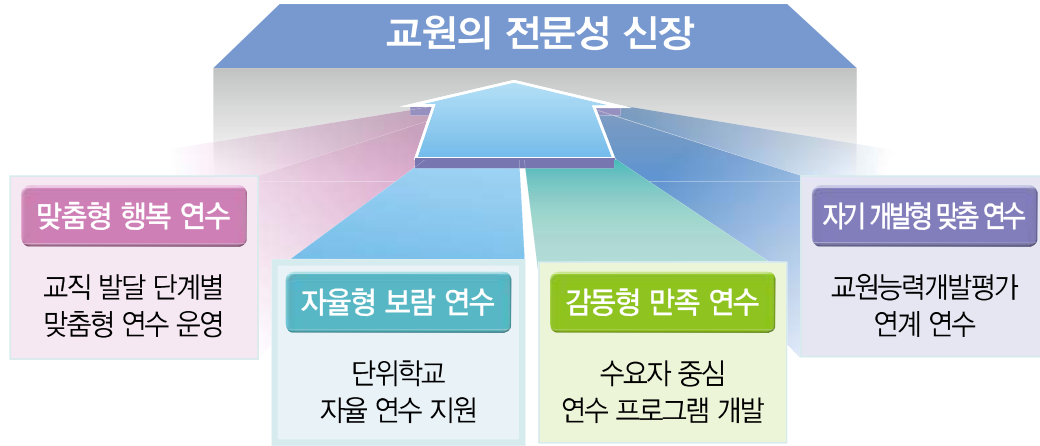 교원의 전문성 신장
맞춤형 행복 연수
교직 발달 단계별
맞춤형 연수 운영
자율형 보람 연수
단위학교
자율 연수 지원
감동형 만족 연수
수요자 중심
연수 프로그램 개발
자기 개발형 맞춤 연수
교원능력개발평가
연계 연수